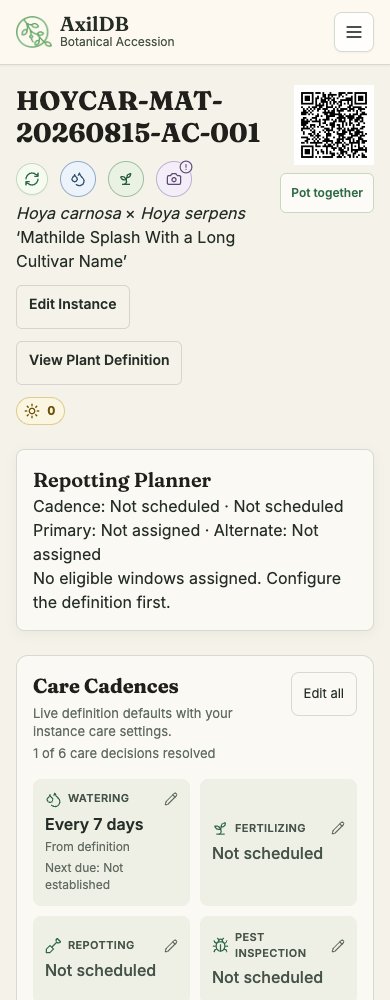 AxilDB
Botanical Accession
HOYCAR-MAT-
20260815-AC-001
Pot together
Hoya carnosa × Hoya serpens
‘Mathilde Splash With a Long
Cultivar Name’
Edit Instance
View Plant Definition
0
Repotting Planner
Cadence: Not scheduled · Not scheduled
Primary: Not assigned · Alternate: Not
assigned
No eligible windows assigned. Configure
the definition first.
Care Cadences
Edit all
Live definition defaults with your
instance care settings.
1 of 6 care decisions resolved
WATERING
Every 7 days
From definition
Next due: Not
established
FERTILIZING
Not scheduled
REPOTTING
Not scheduled
PEST
INSPECTION
Not scheduled